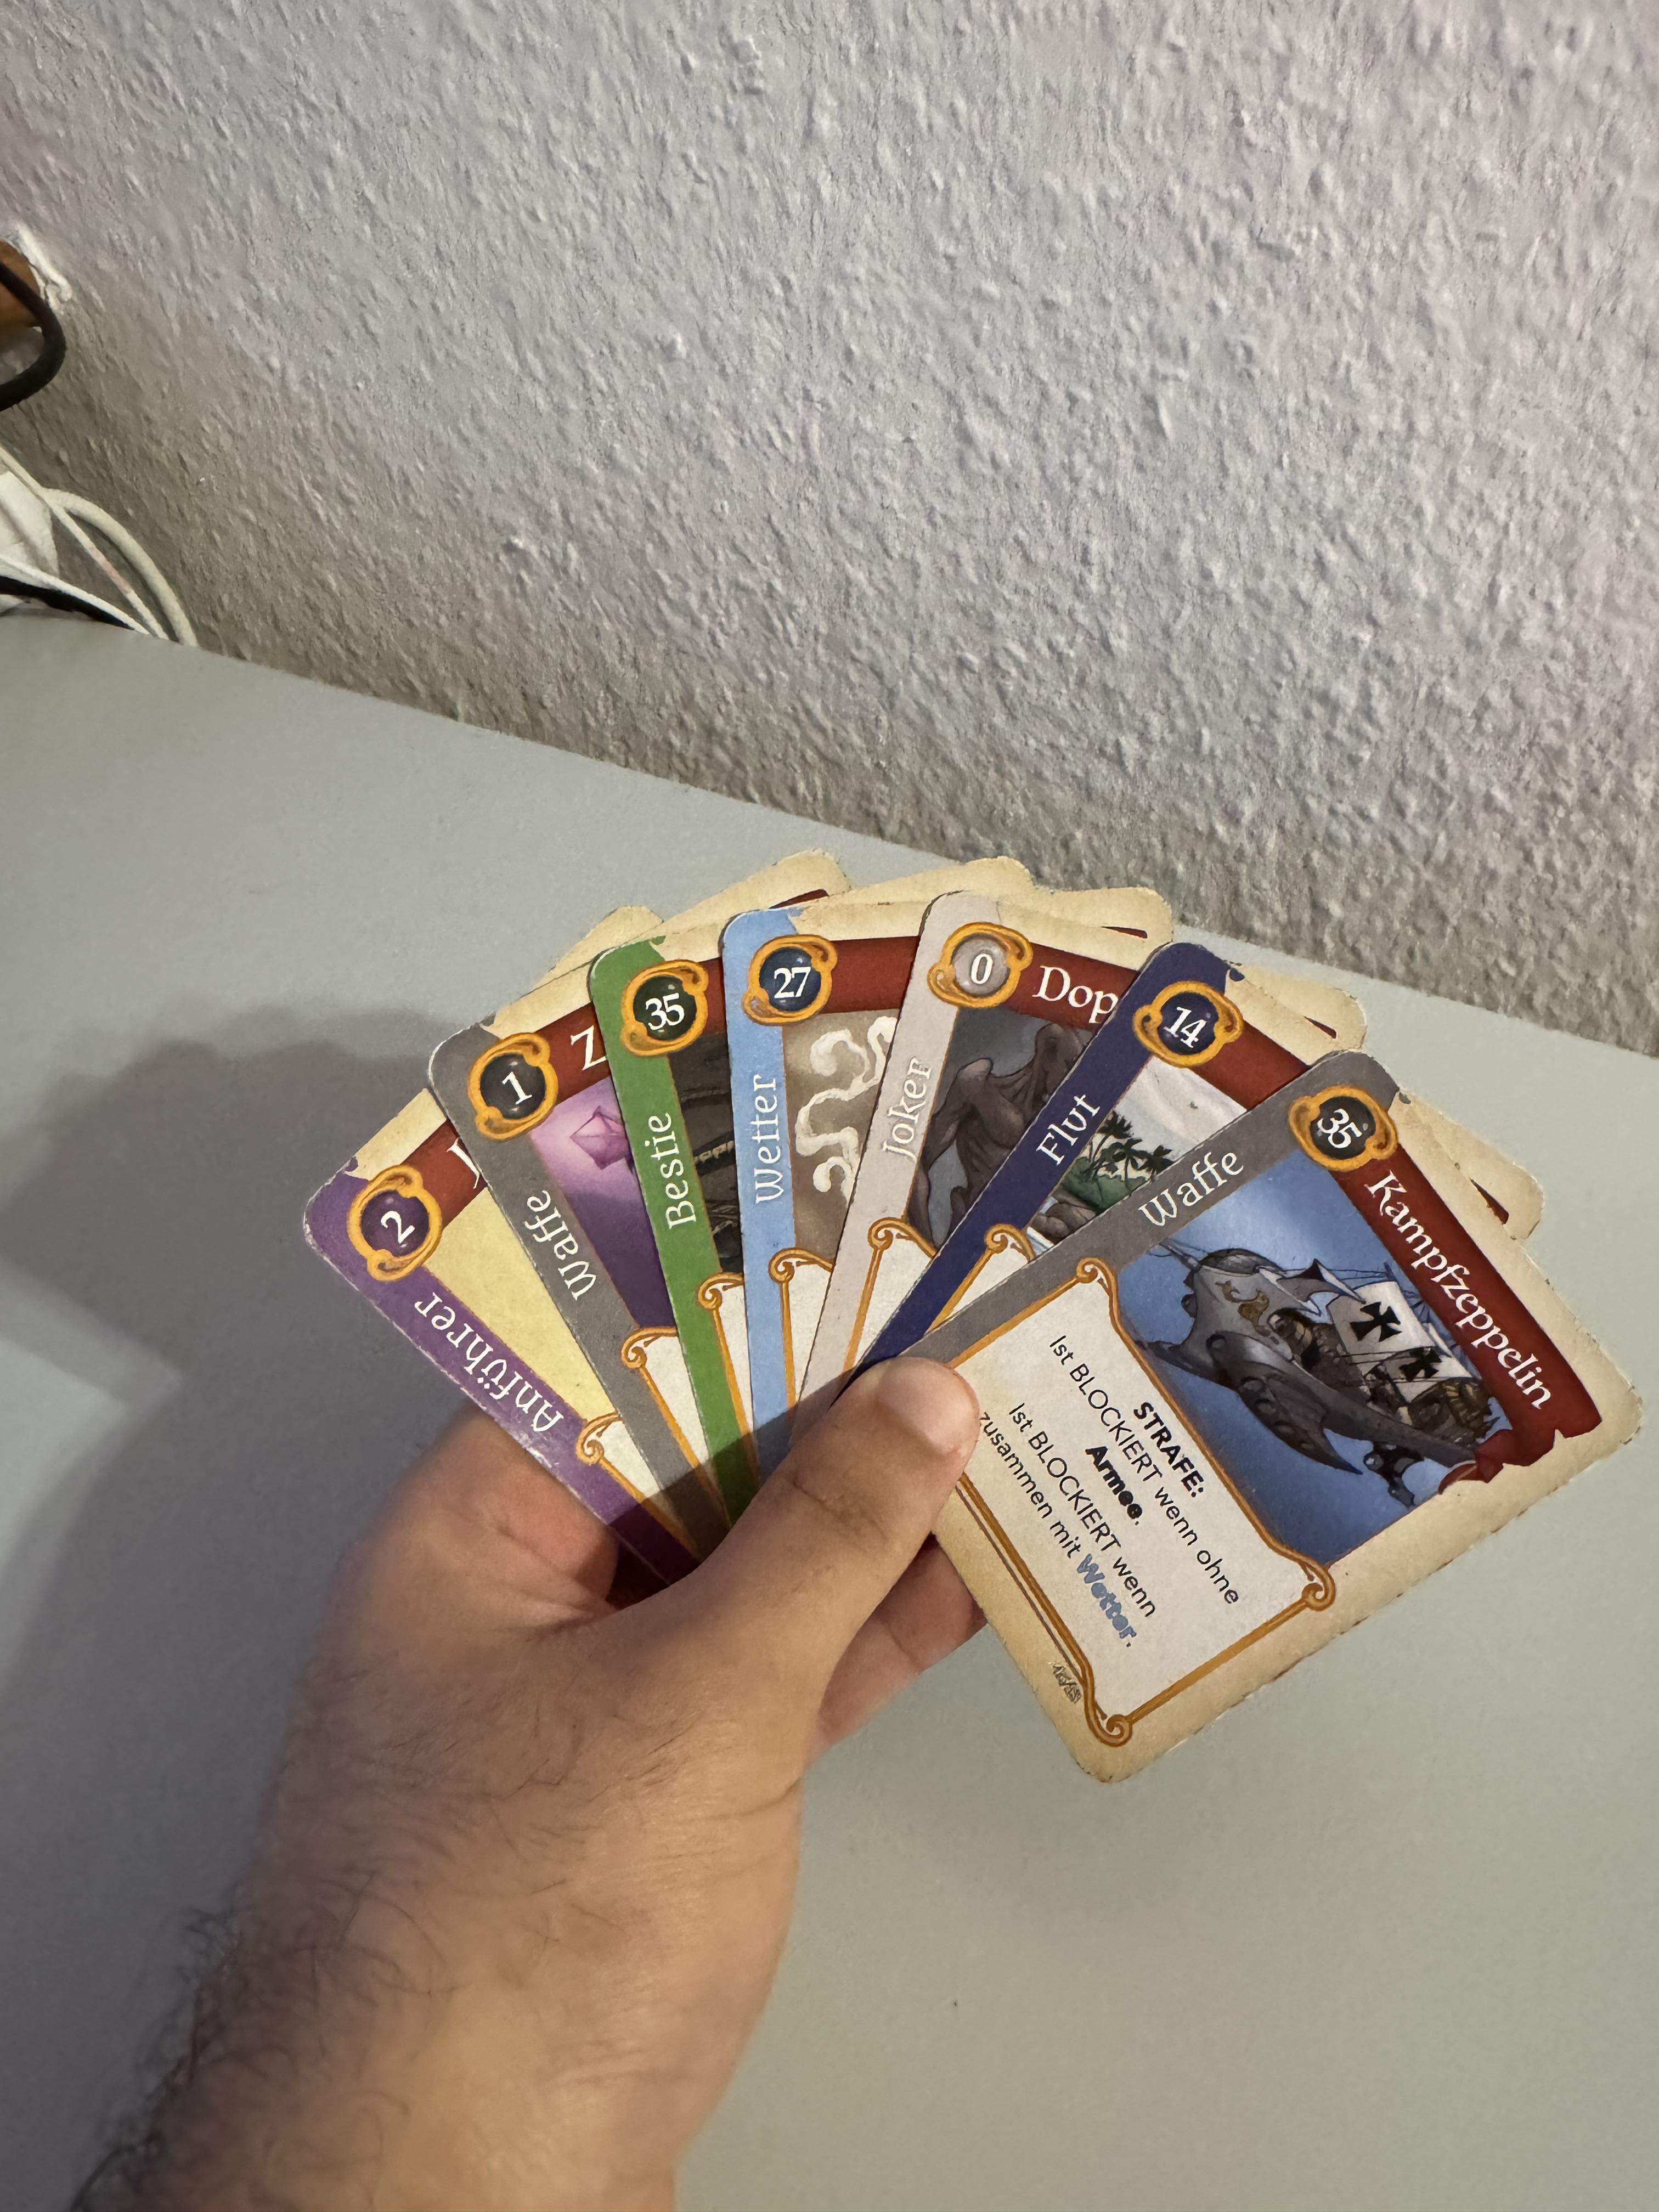 2
Anführer
1
Z
Waffe
35
Bestie
27
Wetter
0
Dop
Joker
14
Flut
35
Kampfzeppelin
Waffe
STRAFE:
Ist BLOCKIERT wenn ohne
Armee.
Ist BLOCKIERT wenn
zusammen mit Wetter.